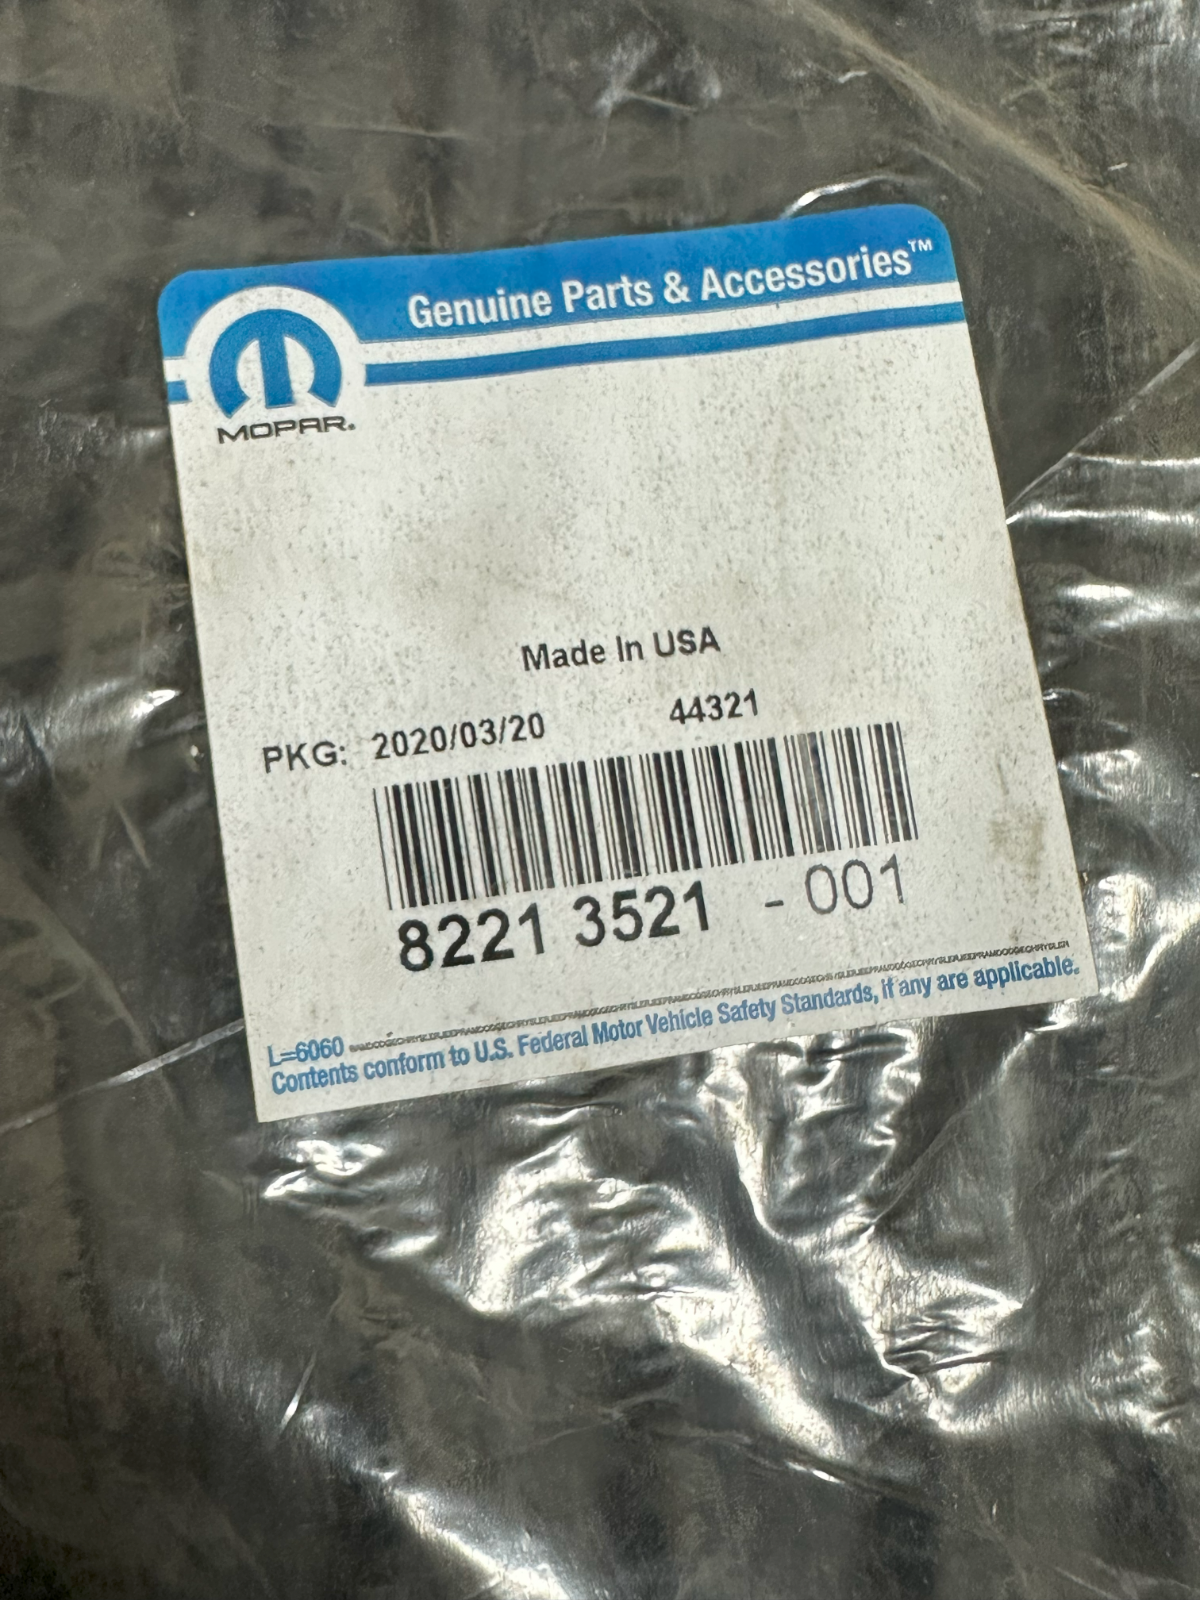 Genuine Parts & Accessories™
MOPAR®
Made In USA
PKG: 2020/03/20 44321
8221 3521 - 001
L=6060
Contents conform to U.S. Federal Motor Vehicle Safety Standards, if any are applicable.